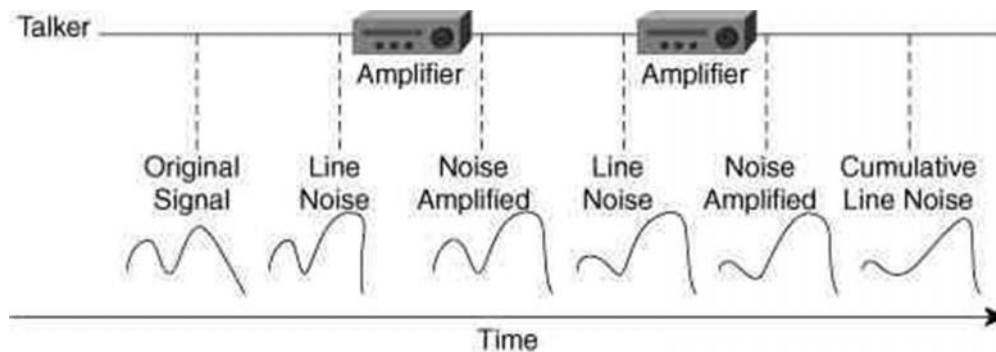 Talker
Amplifier
Amplifier
Original
Signal
Line
Noise
Noise
Amplified
Line
Noise
Noise
Amplified
Cumulative
Line Noise
Time